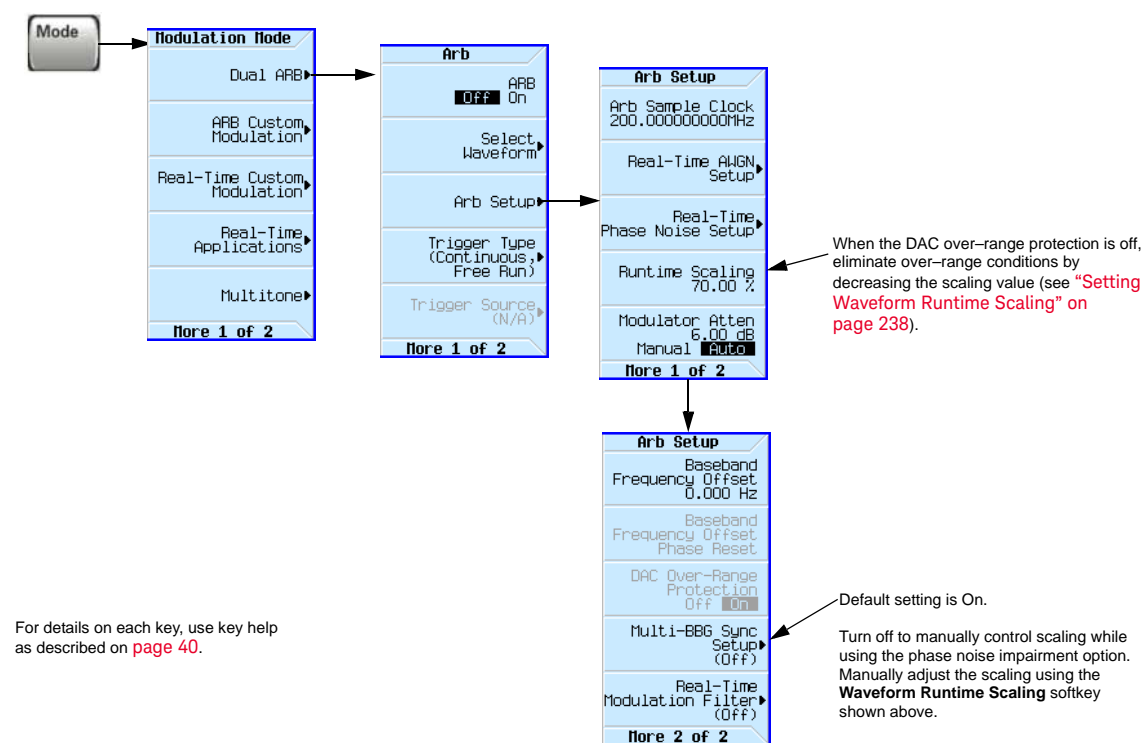 Mode
Modulation Mode
Dual ARB
ARB Custom
Modulation
Real-Time Custom
Modulation
Real-Time
Applications
Multitone
More 1 of 2
Arb
ARB
Off On
Select
Waveform
Arb Setup
Trigger Type
(Continuous,
Free Run)
Trigger Source
(N/A)
More 1 of 2
Arb Setup
Arb Sample Clock
200.000000000MHz
Real-Time AWGN
Setup
Real-Time
Phase Noise Setup
Runtime Scaling
70.00 %
Modulator Atten
6.00 dB
Manual Auto
More 1 of 2
When the DAC over–range protection is off,
eliminate over–range conditions by
decreasing the scaling value (see “Setting
Waveform Runtime Scaling” on
page 238).
Arb Setup
Baseband
Frequency Offset
0.000 Hz
Baseband
Frequency Offset
Phase Reset
DAC Over-Range
Protection
Off On
Multi-BBG Sync
Setup
(Off)
Real-Time
Modulation Filter
(Off)
More 2 of 2
Default setting is On.
Turn off to manually control scaling while
using the phase noise impairment option.
Manually adjust the scaling using the
Waveform Runtime Scaling softkey
shown above.
For details on each key, use key help
as described on page 40.